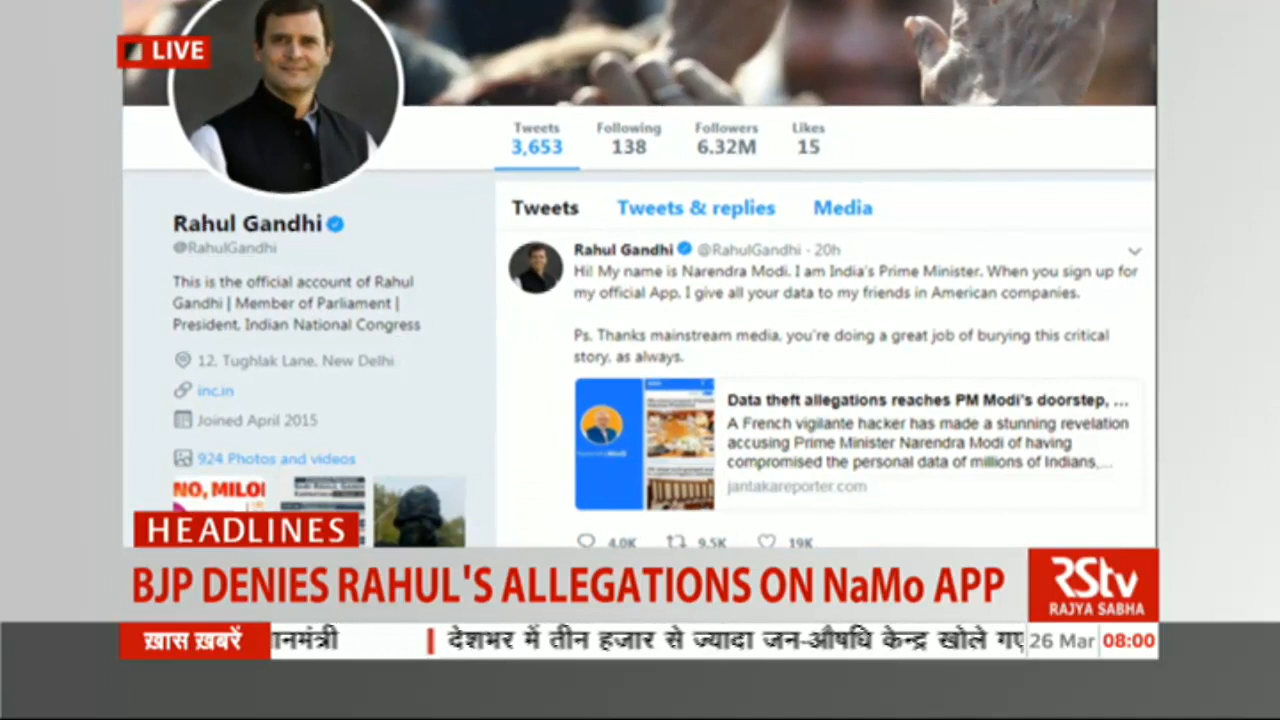 LIVE
Tweets Following Followers Likes
3,653 138 6.32M 15
Rahul Gandhi
@RahulGandhi
This is the official account of Rahul
Gandhi | Member of Parliament |
President, Indian National Congress
12, Tughlak Lane, New Delhi
inc.in
Joined April 2015
924 Photos and videos
NO, MILO
Tweets Tweets & replies Media
Rahul Gandhi @RahulGandhi · 20h
Hi! My name is Narendra Modi. I am India's Prime Minister. When you sign up for
my official App, I give all your data to my friends in American companies.
Ps. Thanks mainstream media, you're doing a great job of burying this critical
story, as always.
Data theft allegations reaches PM Modi's doorstep, ...
A French vigilante hacker has made a stunning revelation
accusing Prime Minister Narendra Modi of having
compromised the personal data of millions of Indians,...
jantakareporter.com
4.0K 9.5K 19K
HEADLINES
BJP DENIES RAHUL'S ALLEGATIONS ON NaMo APP
RStv
RAJYA SABHA
ख़ास ख़बरें
ानमंत्री | देशभर में तीन हजार से ज्यादा जन-औषधि केन्द्र खोले गए
26 Mar 08:00